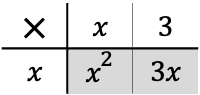 × x 3
x x² 3x